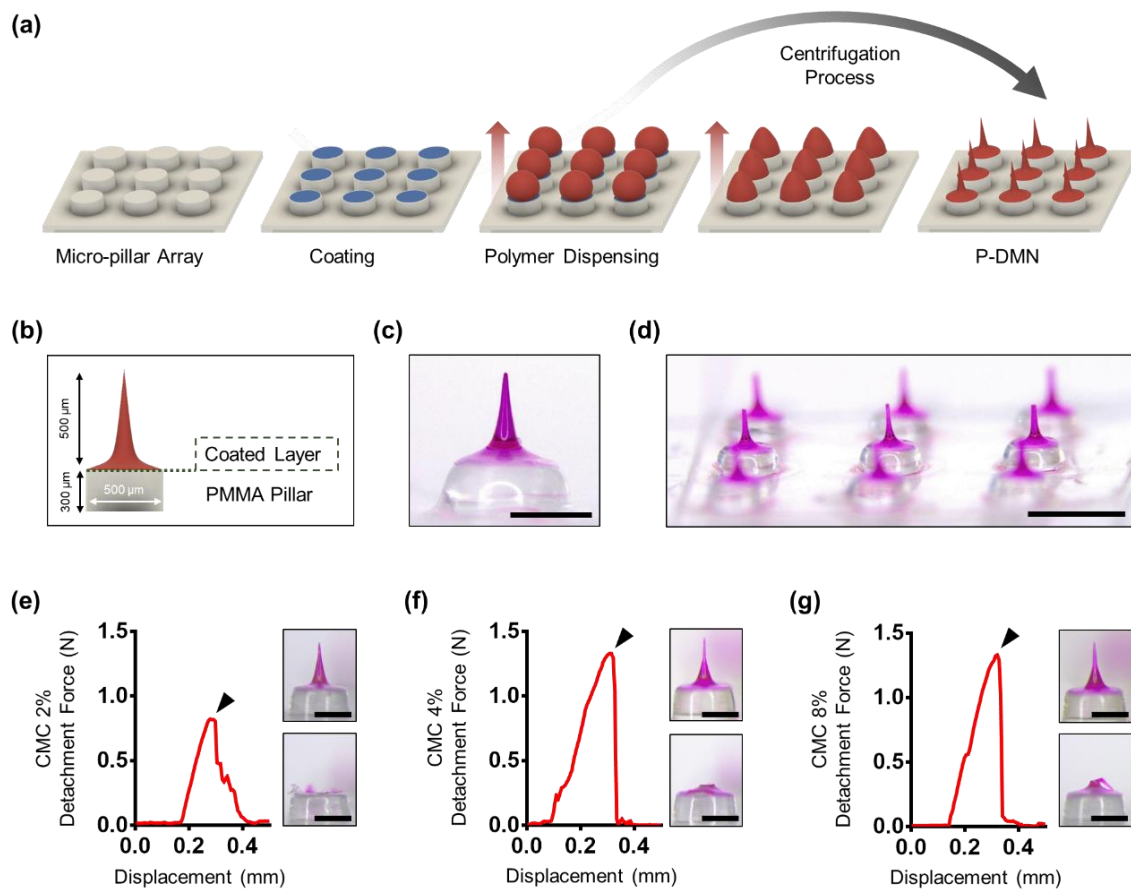 (a)
Centrifugation
Process
Micro-pillar Array
Coating
Polymer Dispensing
P-DMN
(b)
500 µm
300 µm
500 µm
Coated Layer
PMMA Pillar
(c)
(d)
(e)
CMC 2%
Detachment Force (N)
1.5
1.0
0.5
0.0
0.0 0.2 0.4
Displacement (mm)
(f)
CMC 4%
Detachment Force (N)
1.5
1.0
0.5
0.0
0.0 0.2 0.4
Displacement (mm)
(g)
CMC 8%
Detachment Force (N)
1.5
1.0
0.5
0.0
0.0 0.2 0.4
Displacement (mm)